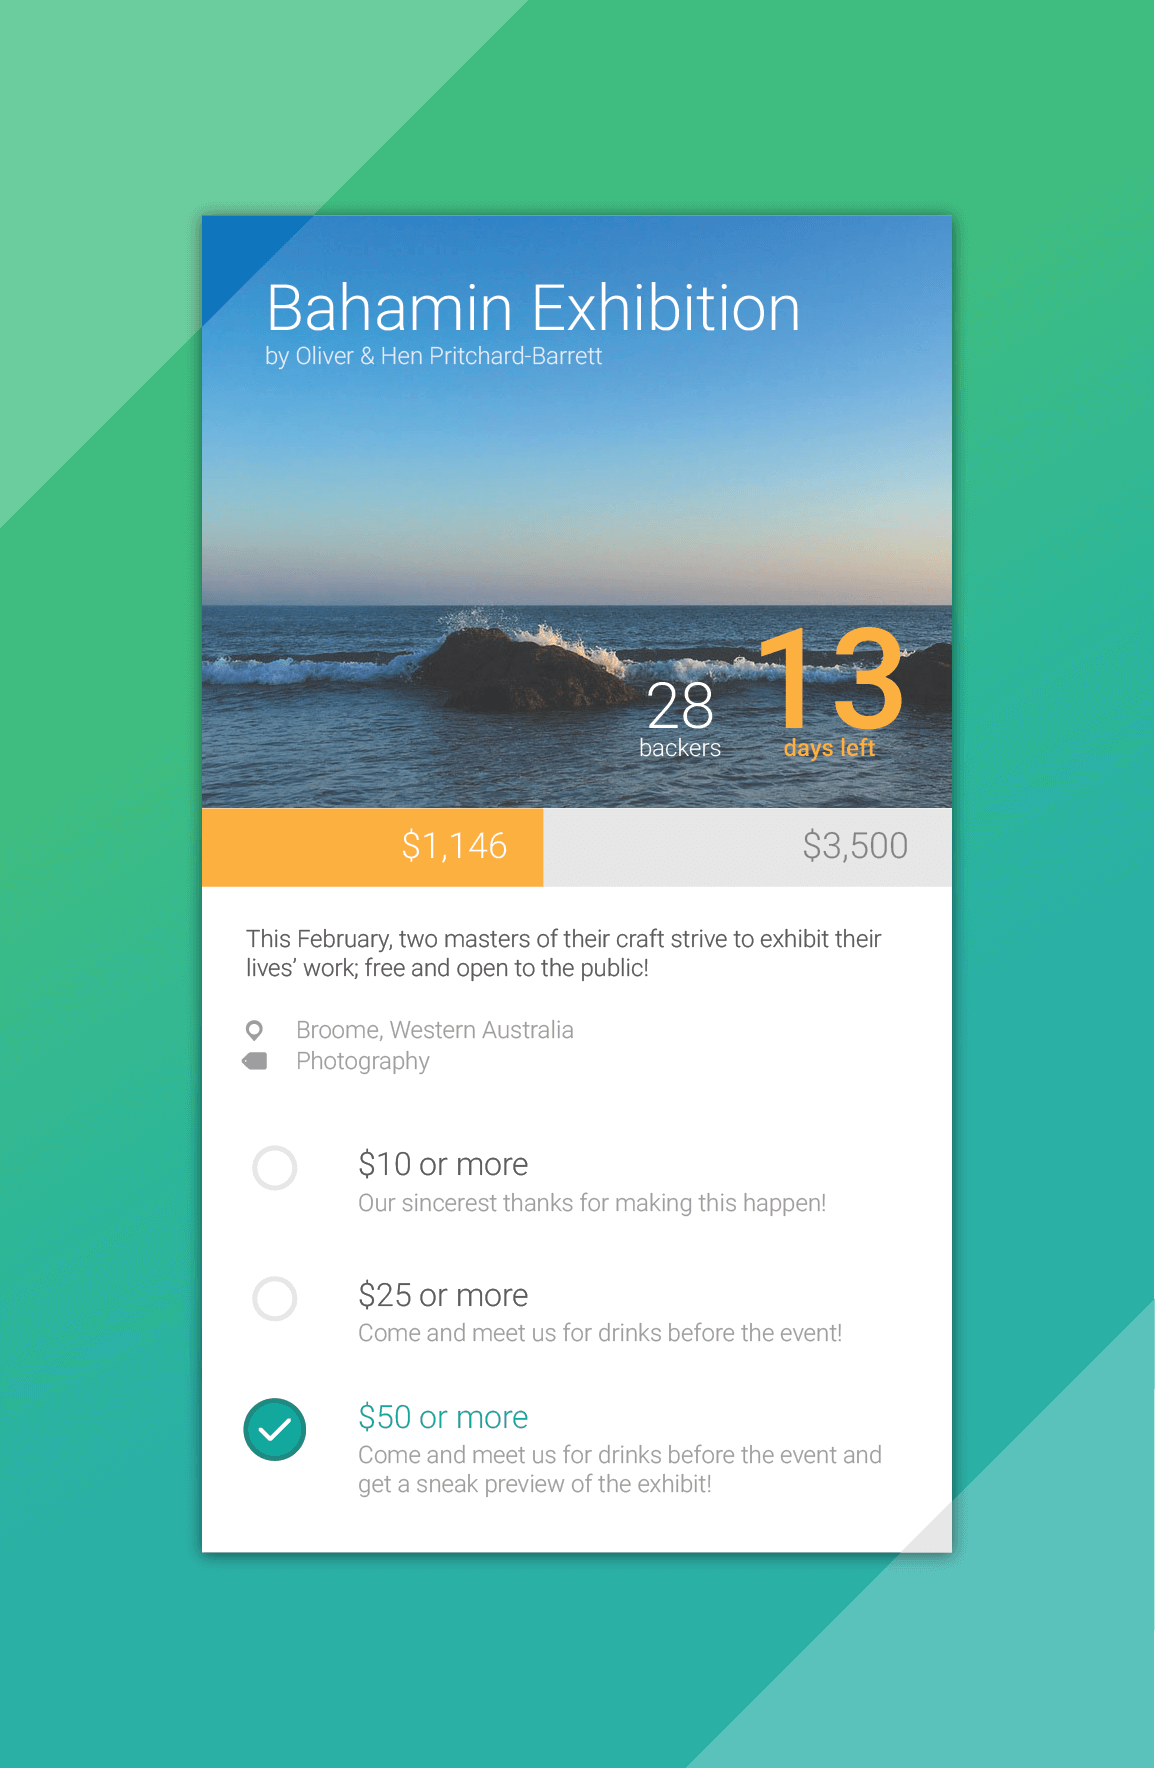 Bahamin Exhibition
by Oliver & Hen Pritchard-Barrett
28
backers
13
days left
$1,146
$3,500
This February, two masters of their craft strive to exhibit their
lives’ work; free and open to the public!
Broome, Western Australia
Photography
$10 or more
Our sincerest thanks for making this happen!
$25 or more
Come and meet us for drinks before the event!
$50 or more
Come and meet us for drinks before the event and
get a sneak preview of the exhibit!